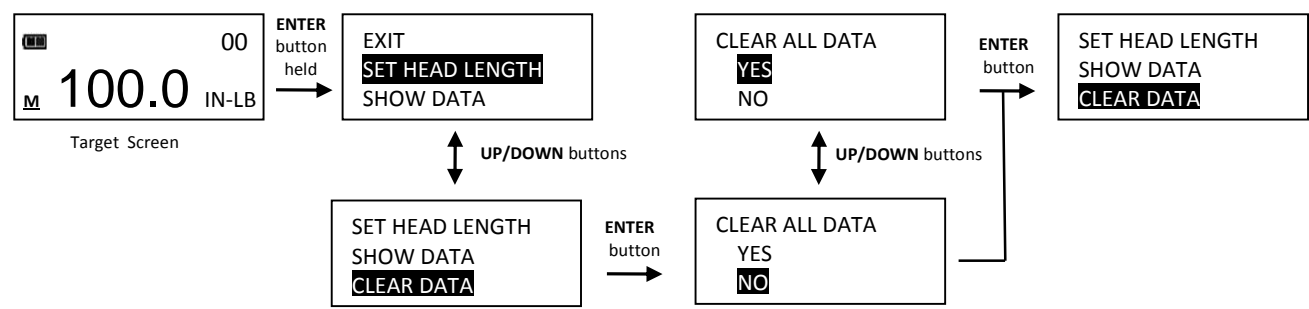 00
M 100.0 IN-LB
Target Screen
ENTER
button
held
EXIT
SET HEAD LENGTH
SHOW DATA
UP/DOWN buttons
SET HEAD LENGTH
SHOW DATA
CLEAR DATA
ENTER
button
CLEAR ALL DATA
YES
NO
UP/DOWN buttons
CLEAR ALL DATA
YES
NO
ENTER
button
SET HEAD LENGTH
SHOW DATA
CLEAR DATA